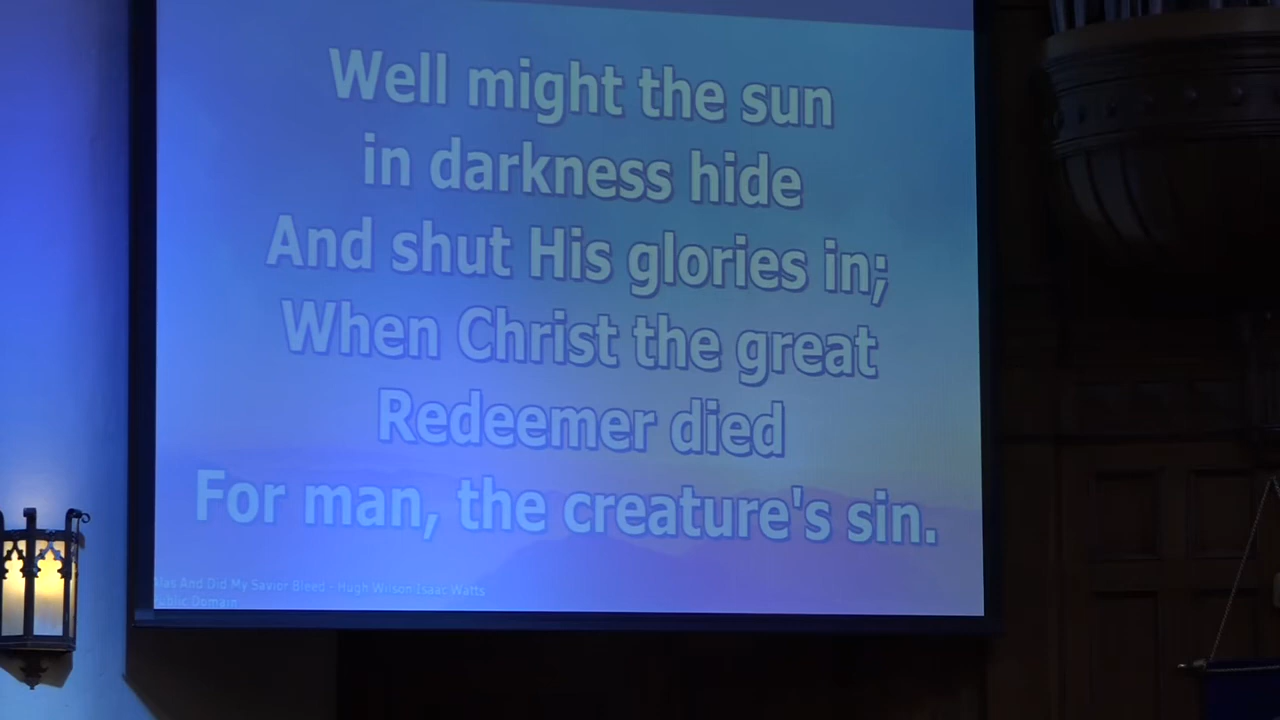 Well might the sun
in darkness hide
And shut His glories in;
When Christ the great
Redeemer died
For man, the creature's sin.
Alas And Did My Savior Bleed - Hugh Wilson Isaac Watts
Public Domain